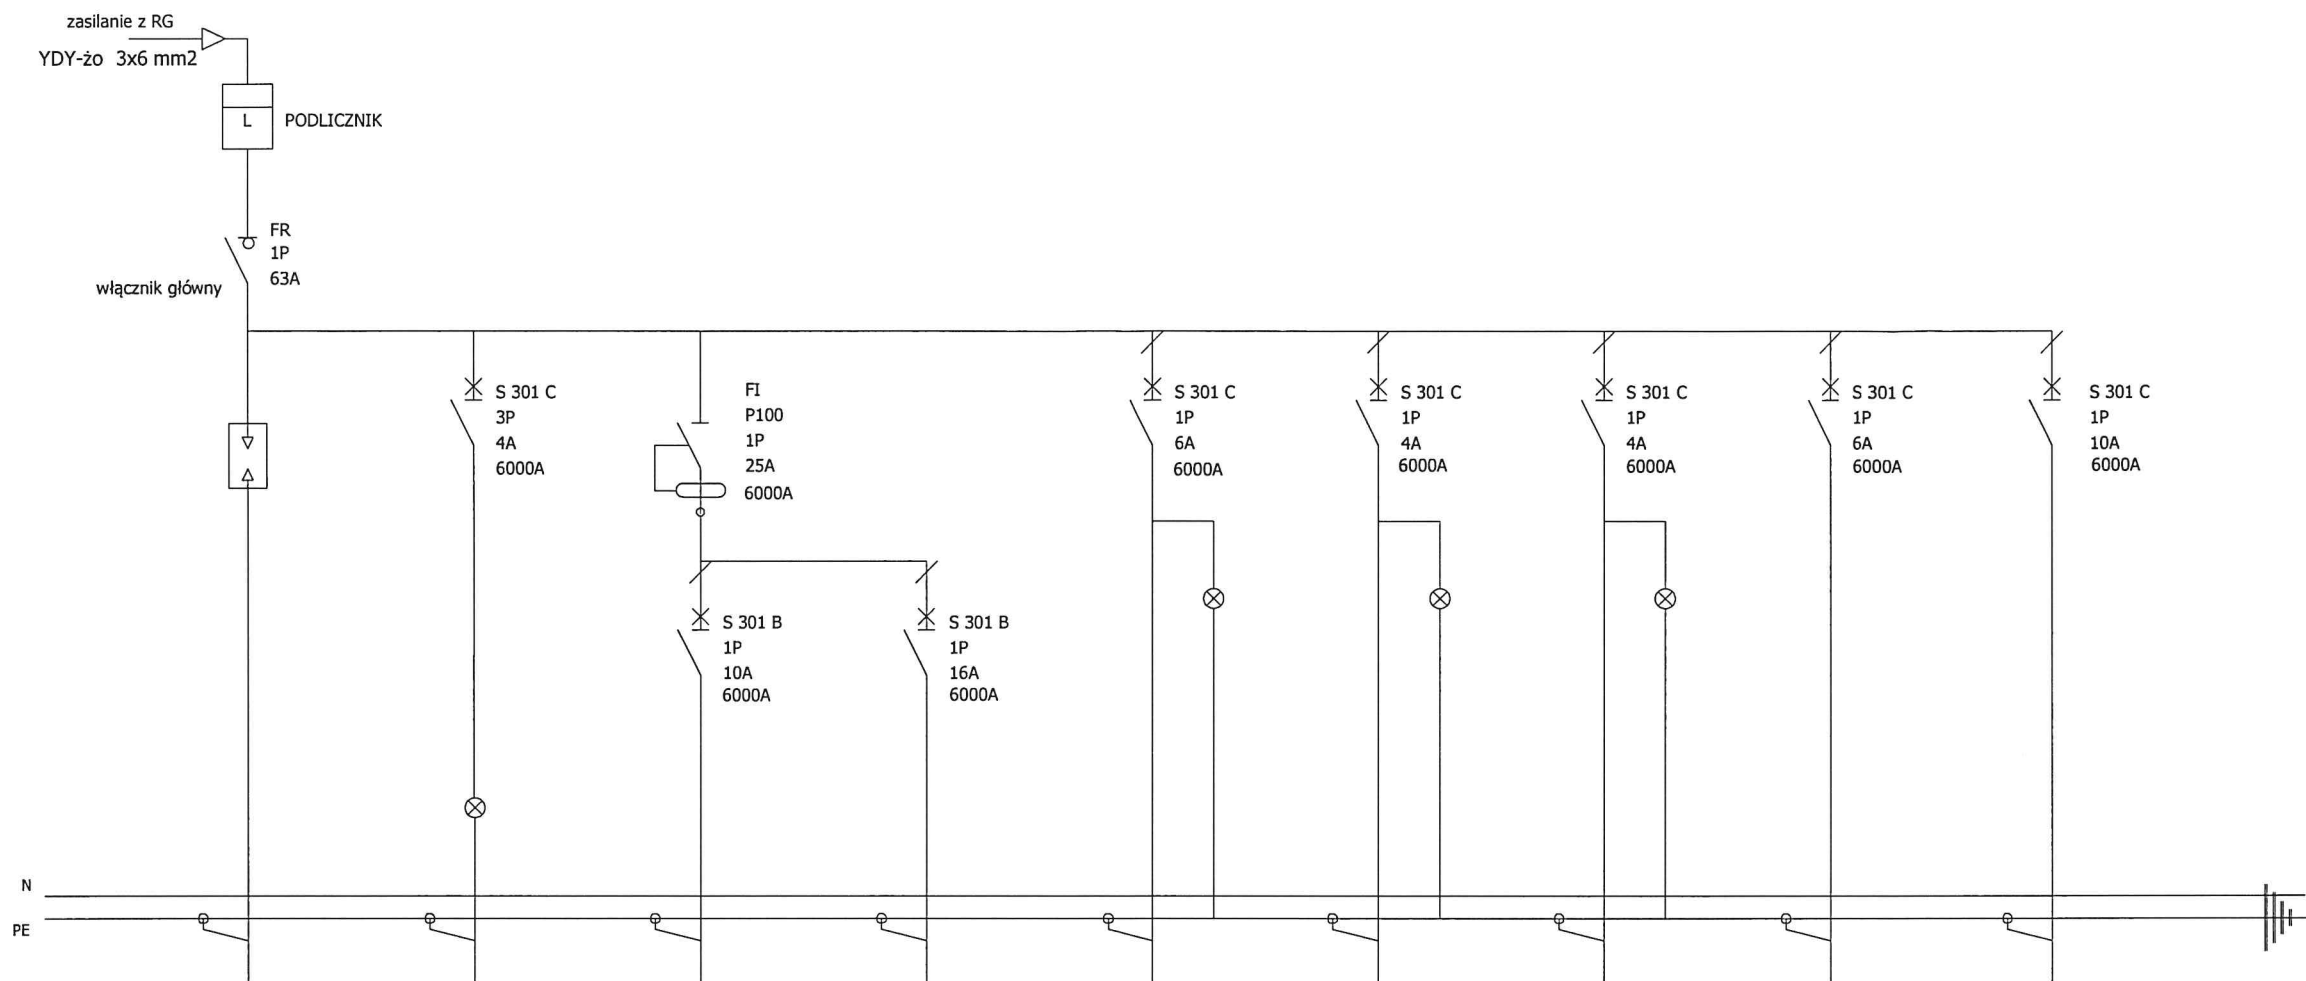 zasilanie z RG
YDY-żo 3x6 mm2
L
PODLICZNIK
FR
1P
63A
włącznik główny
S 301 C
3P
4A
6000A
FI
P100
1P
25A
6000A
S 301 B
1P
10A
6000A
S 301 B
1P
16A
6000A
S 301 C
1P
6A
6000A
S 301 C
1P
4A
6000A
S 301 C
1P
4A
6000A
S 301 C
1P
6A
6000A
S 301 C
1P
10A
6000A
N
PE